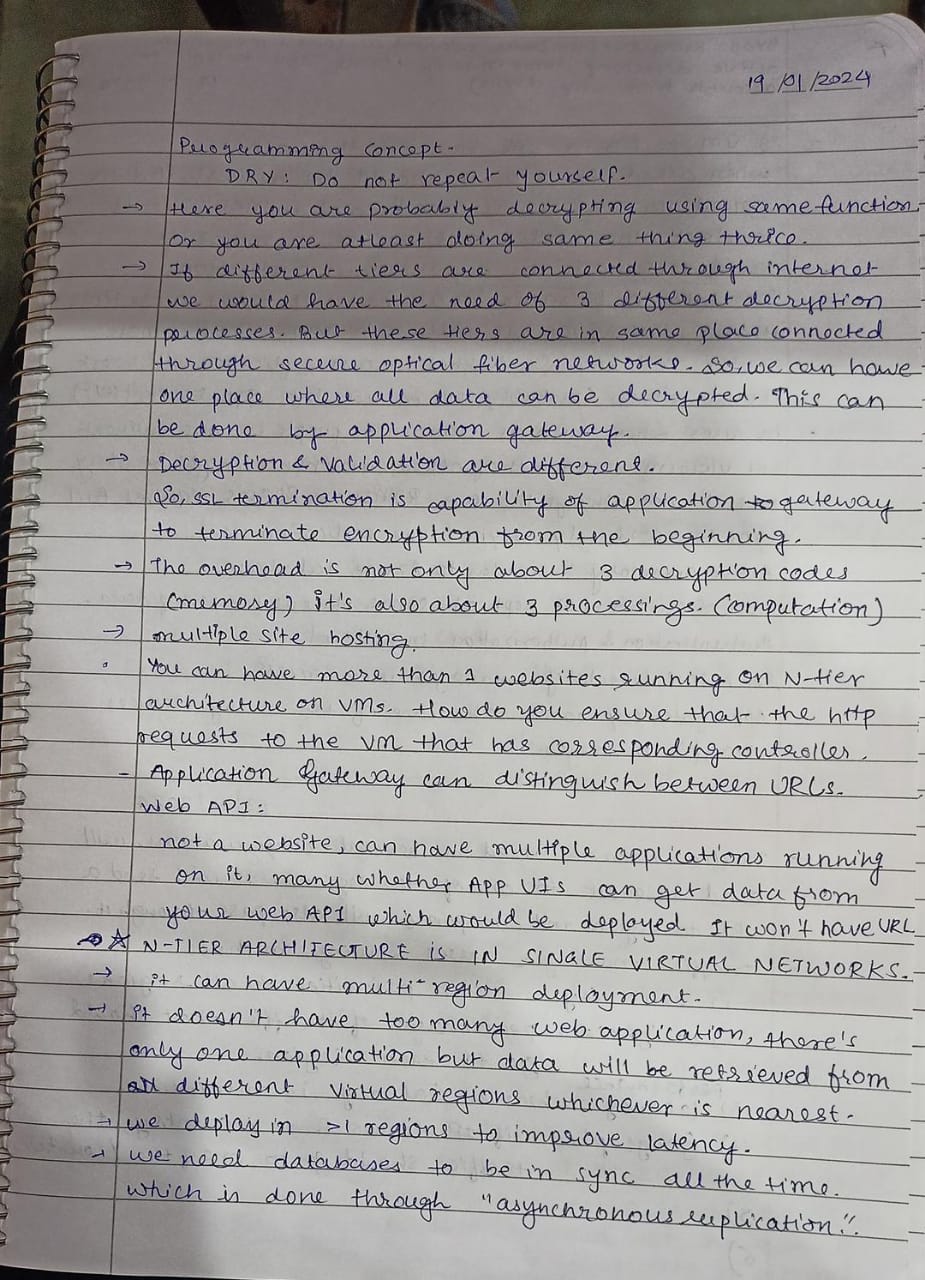 19/01/2024
Programming Concept-
DRY: Do not repeat yourself.
→ Here you are probably decrypting using same function
Or you are atleast doing same thing thrice.
→ If different tiers are connected through internet
we would have the need of 3 different decryption
processes. But these tiers are in same place connected
through secure optical fiber networks. So, we can have
one place where all data can be decrypted. This can
be done by application gateway.
→ Decryption & Validation are different.
So, SSL termination is capability of application to gateway
to terminate encryption from the beginning.
→ The overhead is not only about 3 decryption codes
(memory) it's also about 3 processings. (computation)
→ multiple site hosting.
• You can have more than 1 websites running on N-tier
architecture on VMs. How do you ensure that the http
requests to the VM that has corresponding controller.
- Application Gateway can distinguish between URLs.
Web API:
not a website, can have multiple applications running
on it, many whether App UIs can get data from
your web API which would be deployed It won't have URL
→ ☆ N-TIER ARCHITECTURE is IN SINGLE VIRTUAL NETWORKS.
→ it can have multi-region deployment.
→ it doesn't have too many web application, there's
only one application but data will be retrieved from
all different virtual regions whichever is nearest.
→ we deploy in >1 regions to improve latency.
→ we need databases to be in sync all the time.
which is done through "asynchronous replication".